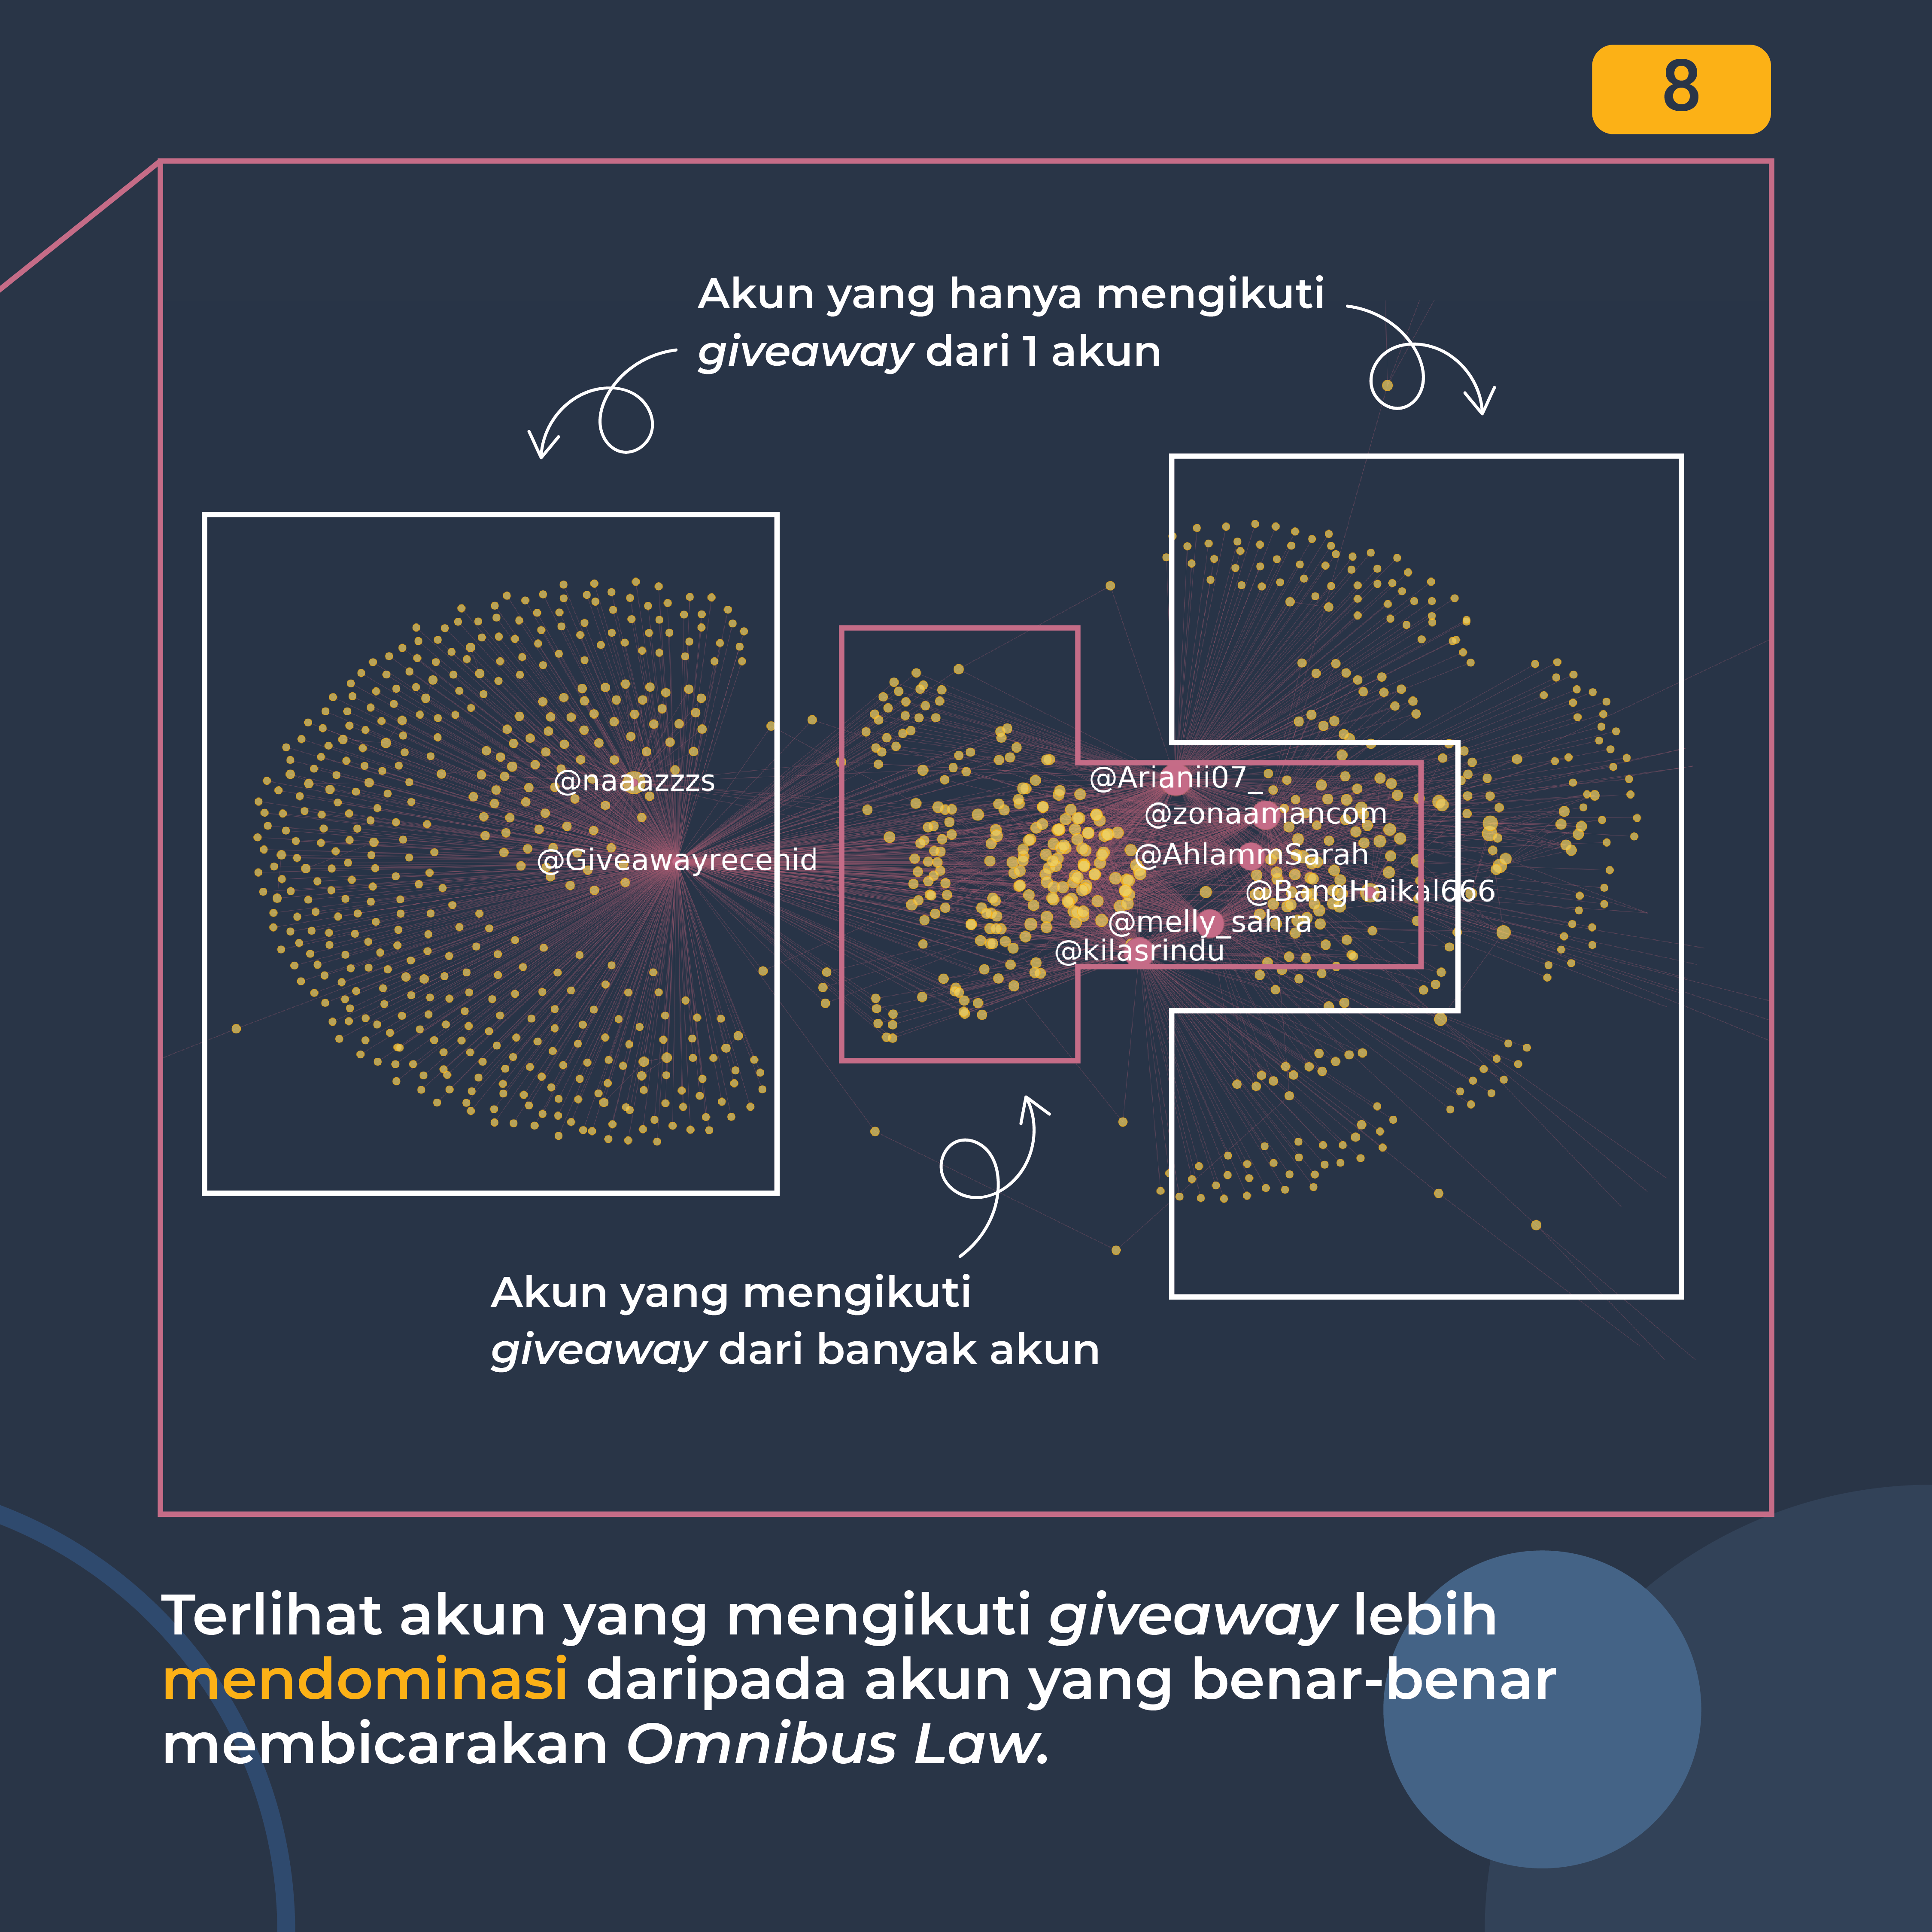 8
Akun yang hanya mengikuti
giveaway dari 1 akun
@naaazzzs
@Giveawayrecehid
@Arianii07_
@zonaamancom
@AhlammSarah
@BangHaikal666
@melly_sahra
@kilasrindu
Akun yang mengikuti
giveaway dari banyak akun
Terlihat akun yang mengikuti giveaway lebih
mendominasi daripada akun yang benar-benar
membicarakan Omnibus Law.